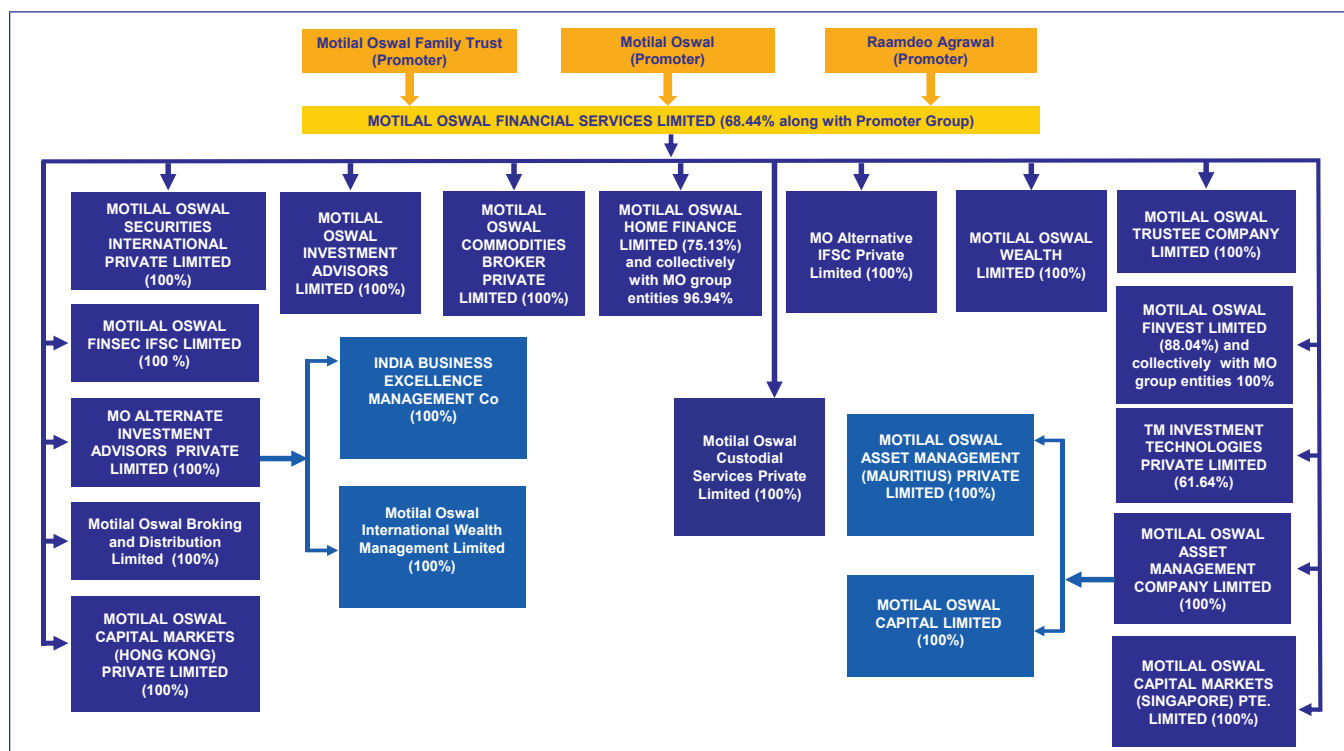 Motilal Oswal Family Trust
(Promoter)
Motilal Oswal
(Promoter)
Raamdeo Agrawal
(Promoter)
MOTILAL OSWAL FINANCIAL SERVICES LIMITED (68.44% along with Promoter Group)
MOTILAL OSWAL
SECURITIES
INTERNATIONAL
PRIVATE LIMITED
(100%)
MOTILAL
OSWAL
INVESTMENT
ADVISORS
LIMITED (100%)
MOTILAL
OSWAL
COMMODITIES
BROKER
PRIVATE
LIMITED (100%)
MOTILAL OSWAL
HOME FINANCE
LIMITED (75.13%)
and collectively
with MO group
entities 96.94%
MO Alternative
IFSC Private
Limited (100%)
MOTILAL OSWAL
WEALTH
LIMITED (100%)
MOTILAL OSWAL
TRUSTEE COMPANY
LIMITED (100%)
MOTILAL OSWAL
FINSEC IFSC LIMITED
(100 %)
INDIA BUSINESS
EXCELLENCE
MANAGEMENT Co
(100%)
MOTILAL OSWAL
FINVEST LIMITED
(88.04%) and
collectively with MO
group entities 100%
MO ALTERNATE
INVESTMENT
ADVISORS PRIVATE
LIMITED (100%)
Motilal Oswal
Custodial
Services Private
Limited (100%)
MOTILAL OSWAL
ASSET MANAGEMENT
(MAURITIUS) PRIVATE
LIMITED (100%)
TM INVESTMENT
TECHNOLOGIES
PRIVATE LIMITED
(61.64%)
Motilal Oswal Broking
and Distribution
Limited (100%)
Motilal Oswal
International Wealth
Management Limited
(100%)
MOTILAL OSWAL
ASSET
MANAGEMENT
COMPANY LIMITED
(100%)
MOTILAL OSWAL
CAPITAL LIMITED
(100%)
MOTILAL OSWAL
CAPITAL MARKETS
(HONG KONG)
PRIVATE LIMITED
(100%)
MOTILAL OSWAL
CAPITAL MARKETS
(SINGAPORE) PTE.
LIMITED (100%)